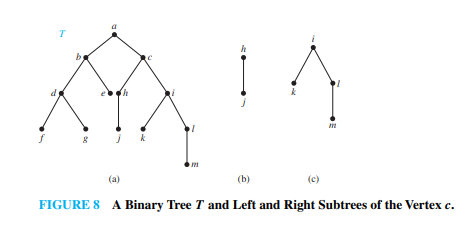 T
a
b
c
d
e
h
i
f
g
j
k
l
m
(a)
h
j
(b)
i
k
l
m
(c)
FIGURE 8 A Binary Tree T and Left and Right Subtrees of the Vertex c.